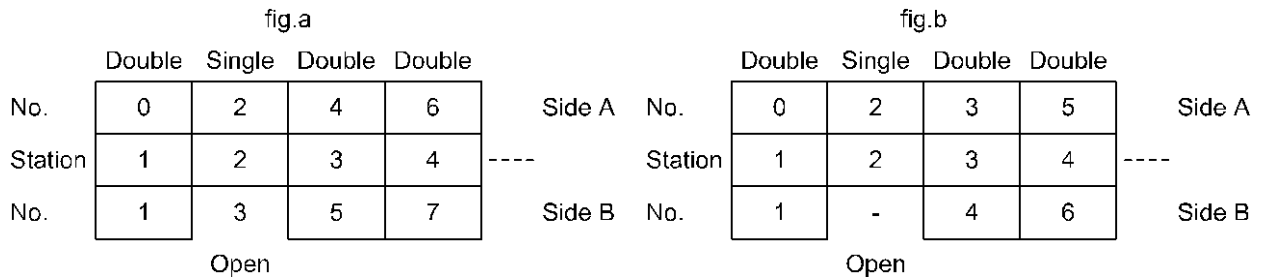 fig.a
Double Single Double Double
No. 0 2 4 6 Side A
Station 1 2 3 4 ----
No. 1 3 5 7 Side B
Open
fig.b
Double Single Double Double
No. 0 2 3 5 Side A
Station 1 2 3 4 ----
No. 1 - 4 6 Side B
Open